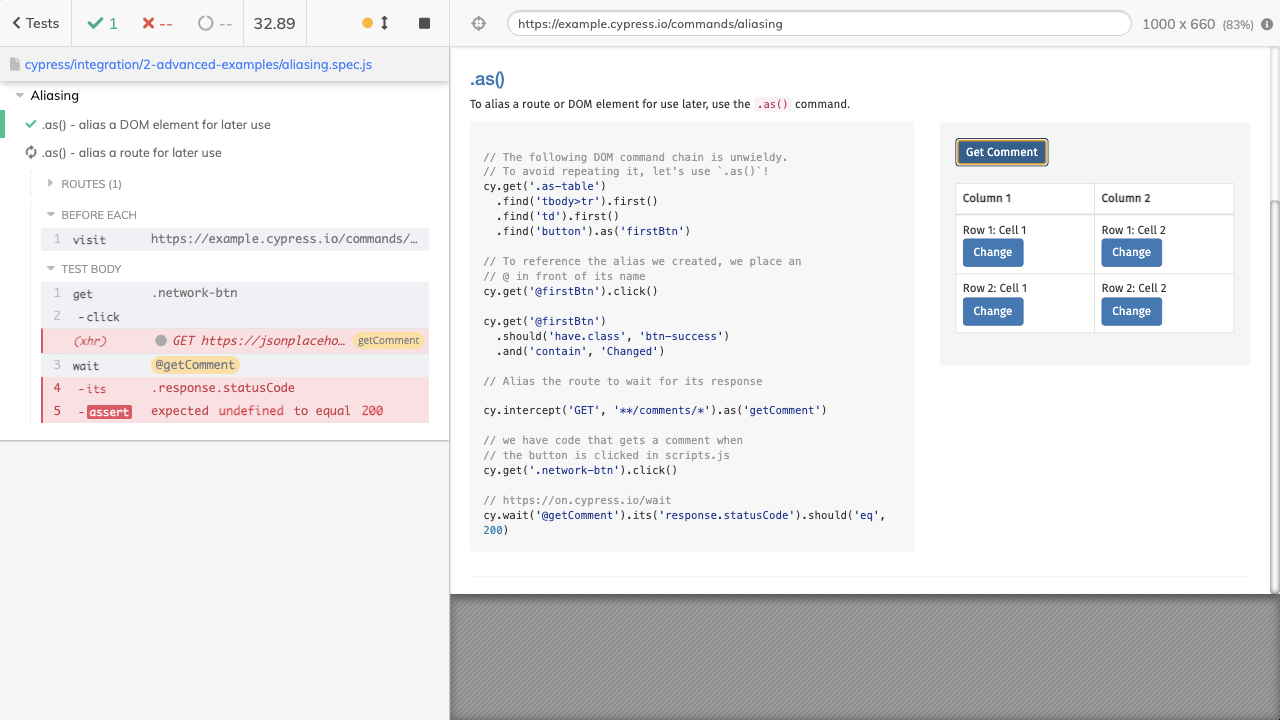 Tests
1
--
--
32.89
cypress/integration/2-advanced-examples/aliasing.spec.js
Aliasing
.as() - alias a DOM element for later use
.as() - alias a route for later use
ROUTES (1)
BEFORE EACH
1 visit https://example.cypress.io/commands/…
TEST BODY
1 get .network-btn
2 -click
(xhr) GET https://jsonplaceho… getComment
3 wait @getComment
4 -its .response.statusCode
5 -assert expected undefined to equal 200
https://example.cypress.io/commands/aliasing
1000 x 660 (83%)
.as()
To alias a route or DOM element for use later, use the .as() command.
// The following DOM command chain is unwieldy.
// To avoid repeating it, let's use `.as()`!
cy.get('.as-table')
.find('tbody>tr').first()
.find('td').first()
.find('button').as('firstBtn')
// To reference the alias we created, we place an
// @ in front of its name
cy.get('@firstBtn').click()
cy.get('@firstBtn')
.should('have.class', 'btn-success')
.and('contain', 'Changed')
// Alias the route to wait for its response
cy.intercept('GET', '**/comments/*').as('getComment')
// we have code that gets a comment when
// the button is clicked in scripts.js
cy.get('.network-btn').click()
// https://on.cypress.io/wait
cy.wait('@getComment').its('response.statusCode').should('eq',
200)
Get Comment
Column 1 Column 2
Row 1: Cell 1 Row 1: Cell 2
Change Change
Row 2: Cell 1 Row 2: Cell 2
Change Change